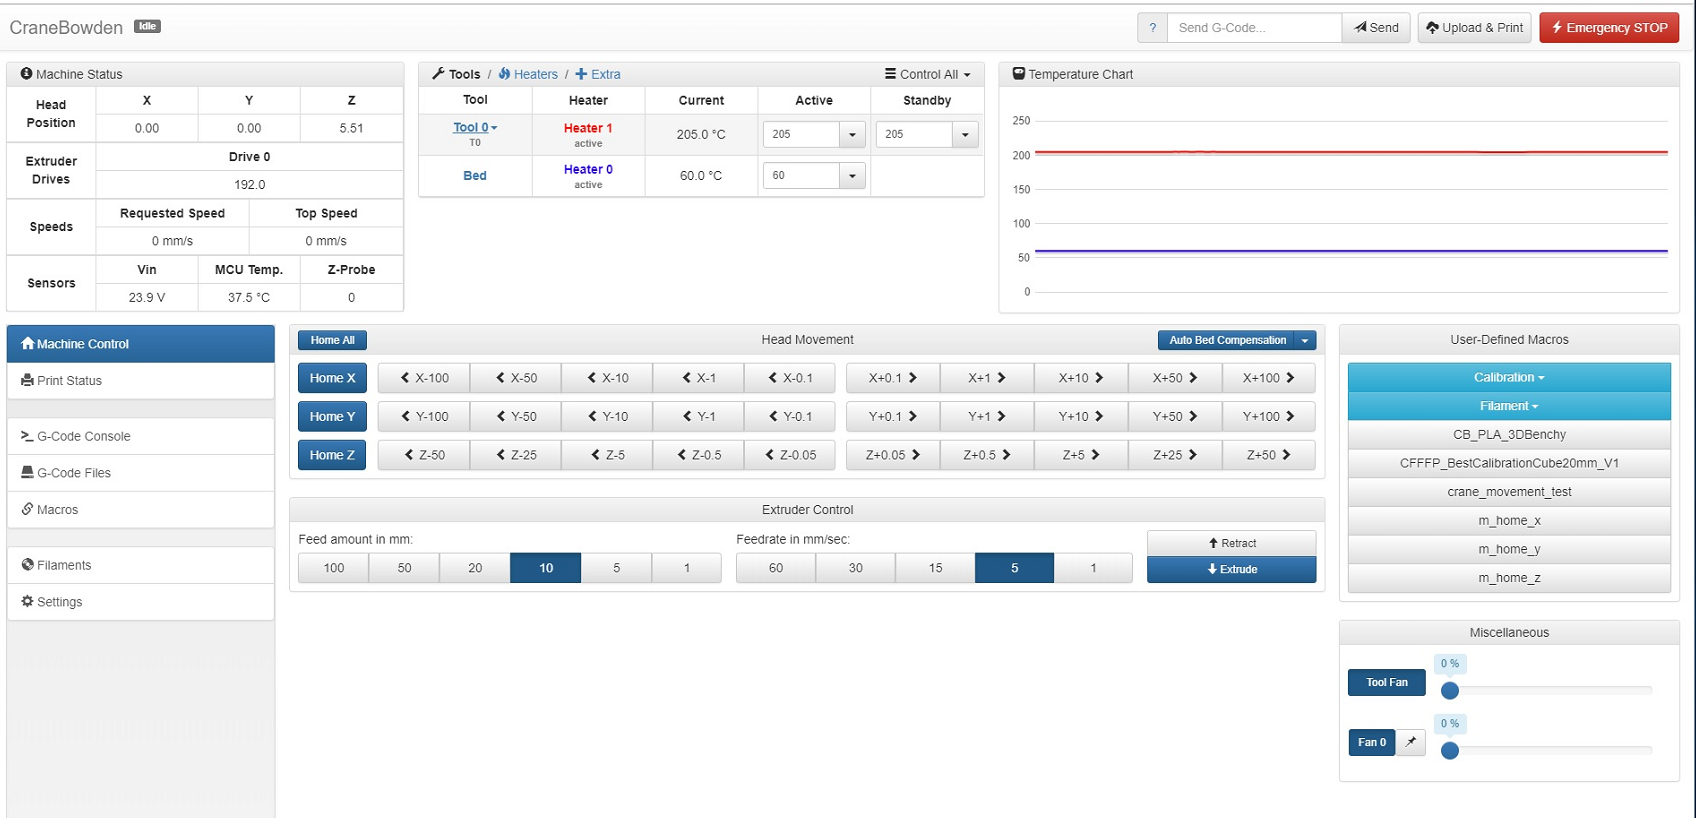 CraneBowden Idle
? Send G-Code... Send Upload & Print Emergency STOP
Machine Status
Head Position X Y Z
0.00 0.00 5.51
Extruder Drives Drive 0
192.0
Speeds Requested Speed Top Speed
0 mm/s 0 mm/s
Sensors Vin MCU Temp. Z-Probe
23.9 V 37.5 °C 0
Tools / Heaters / Extra Control All
Tool Heater Current Active Standby
Tool 0 Heater 1 205.0 °C 205 205
T0 active
Bed Heater 0 60.0 °C 60
active
Temperature Chart
250
200
150
100
50
0
Machine Control
Print Status
G-Code Console
G-Code Files
Macros
Filaments
Settings
Home All Head Movement Auto Bed Compensation
Home X X-100 X-50 X-10 X-1 X-0.1 X+0.1 X+1 X+10 X+50 X+100
Home Y Y-100 Y-50 Y-10 Y-1 Y-0.1 Y+0.1 Y+1 Y+10 Y+50 Y+100
Home Z Z-50 Z-25 Z-5 Z-0.5 Z-0.05 Z+0.05 Z+0.5 Z+5 Z+25 Z+50
Extruder Control
Feed amount in mm: Feedrate in mm/sec:
100 50 20 10 5 1 60 30 15 5 1
Retract
Extrude
User-Defined Macros
Calibration
Filament
CB_PLA_3DBenchy
CFFFP_BestCalibrationCube20mm_V1
crane_movement_test
m_home_x
m_home_y
m_home_z
Miscellaneous
0 %
Tool Fan
0 %
Fan 0